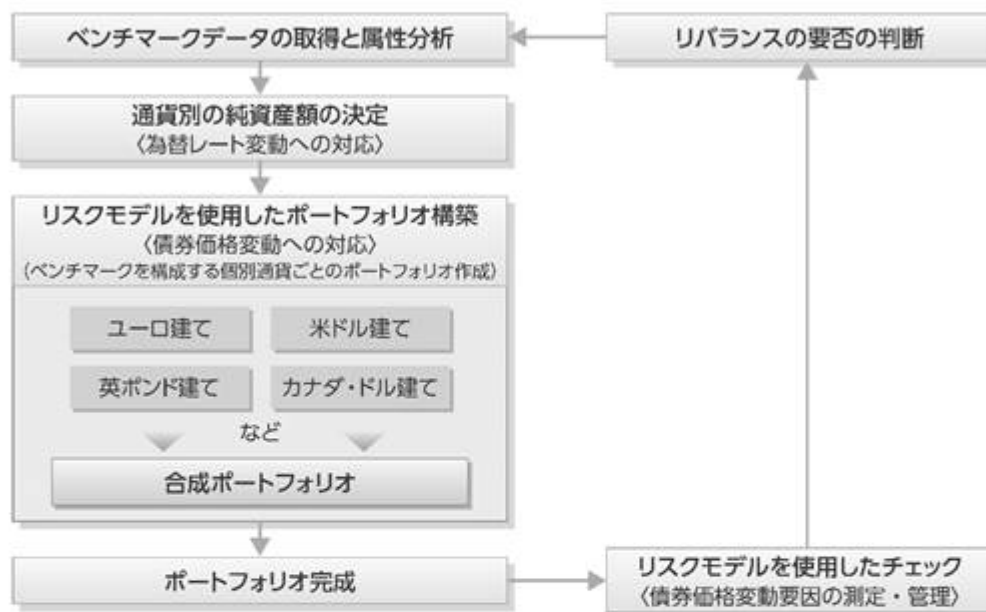 ベンチマークデータの取得と属性分析
リバランスの要否の判断
通貨別の純資産額の決定
〈為替レート変動への対応〉
リスクモデルを使用したポートフォリオ構築
〈債券価格変動への対応〉
(ベンチマークを構成する個別通貨ごとのポートフォリオ作成)
ユーロ建て
米ドル建て
英ポンド建て
カナダ・ドル建て
など
合成ポートフォリオ
ポートフォリオ完成
リスクモデルを使用したチェック
〈債券価格変動要因の測定・管理〉